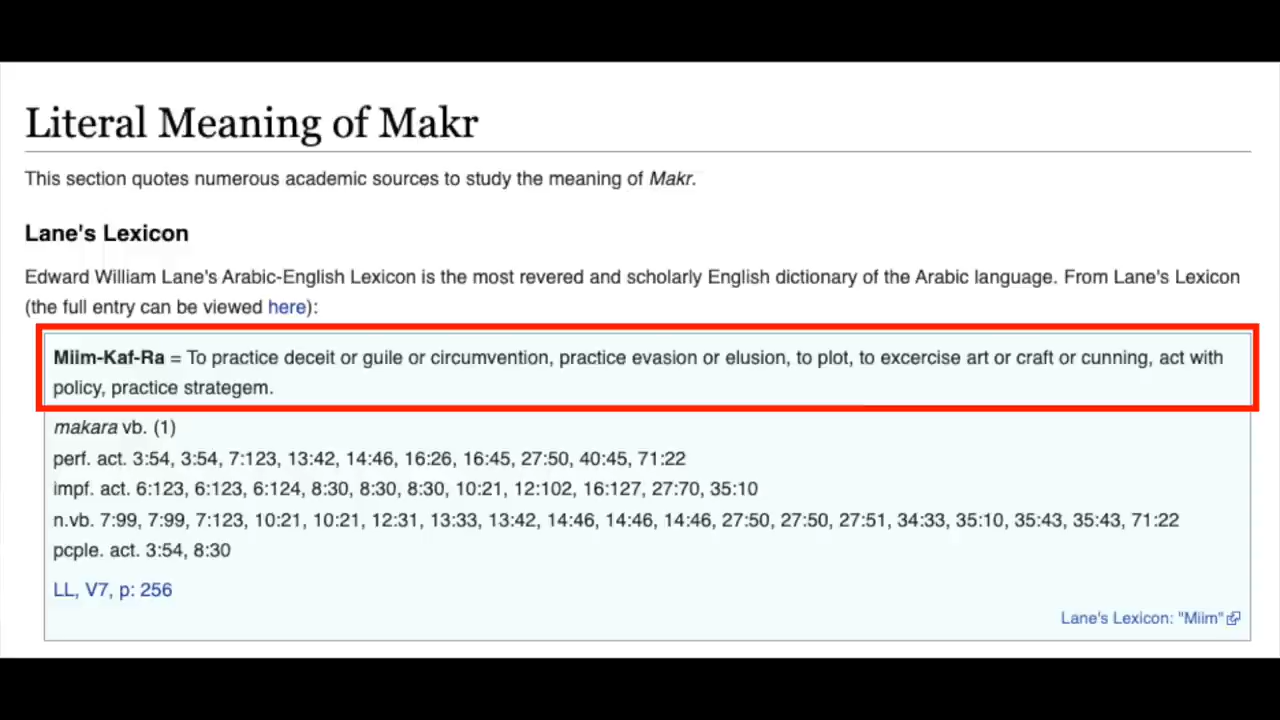 Literal Meaning of Makr
This section quotes numerous academic sources to study the meaning of Makr.
Lane's Lexicon
Edward William Lane's Arabic-English Lexicon is the most revered and scholarly English dictionary of the Arabic language. From Lane's Lexicon
(the full entry can be viewed here):
Miim-Kaf-Ra = To practice deceit or guile or circumvention, practice evasion or elusion, to plot, to excercise art or craft or cunning, act with
policy, practice strategem.
makara vb. (1)
perf. act. 3:54, 3:54, 7:123, 13:42, 14:46, 16:26, 16:45, 27:50, 40:45, 71:22
impf. act. 6:123, 6:123, 6:124, 8:30, 8:30, 8:30, 10:21, 12:102, 16:127, 27:70, 35:10
n.vb. 7:99, 7:99, 7:123, 10:21, 10:21, 12:31, 13:33, 13:42, 14:46, 14:46, 14:46, 27:50, 27:50, 27:51, 34:33, 35:10, 35:43, 35:43, 71:22
pcple. act. 3:54, 8:30
LL, V7, p: 256
Lane's Lexicon: "Miim"